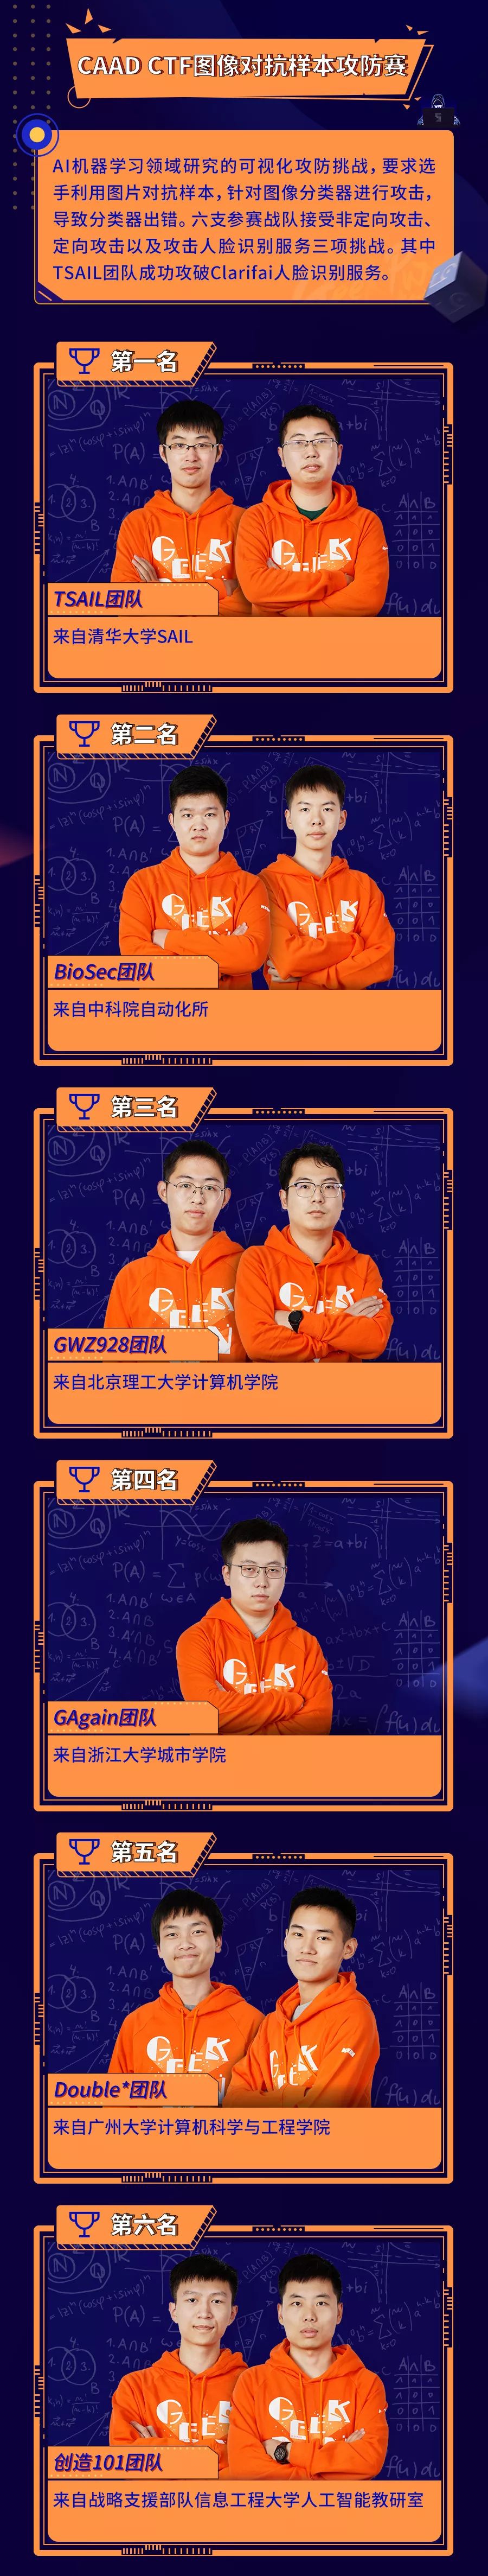 CAAD CTF图像对抗样本攻防赛
AI机器学习领域研究的可视化攻防挑战，要求选
手利用图片对抗样本，针对图像分类器进行攻击，
导致分类器出错。六支参赛战队接受非定向攻击、
定向攻击以及攻击人脸识别服务三项挑战。其中
TSAIL团队成功攻破Clarifai人脸识别服务。
第一名
TSAIL团队
来自清华大学SAIL
第二名
GEEK
BioSec团队
来自中科院自动化所
第三名
GWZ928团队
来自北京理工大学计算机学院
第四名
GEEK
GAgain团队
来自浙江大学城市学院
第五名
Double*团队
来自广州大学计算机科学与工程学院
第六名
GEEK
创造101团队
来自战略支援部队信息工程大学人工智能教研室